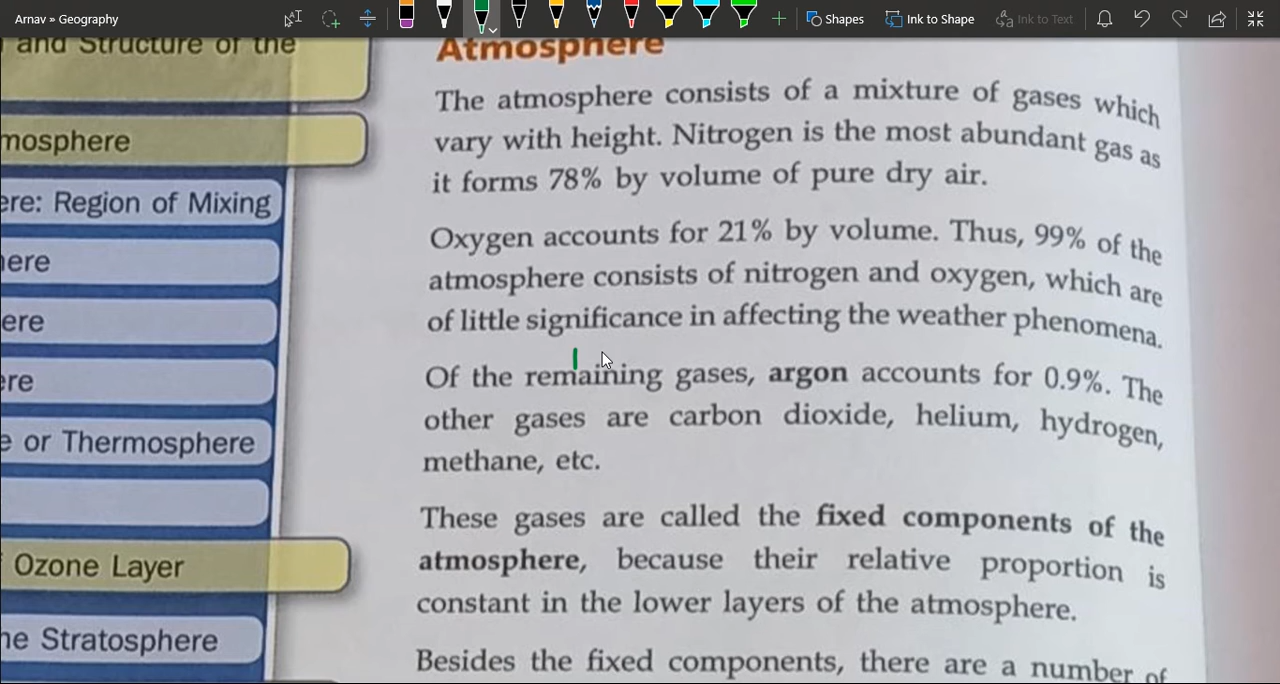 Arnav » Geography
Shapes
Ink to Shape
Ink to Text
and Structure of the
mosphere
ere: Region of Mixing
ere
ere
ere
e or Thermosphere
Ozone Layer
he Stratosphere
Atmosphere
The atmosphere consists of a mixture of gases which
vary with height. Nitrogen is the most abundant gas as
it forms 78% by volume of pure dry air.
Oxygen accounts for 21% by volume. Thus, 99% of the
atmosphere consists of nitrogen and oxygen, which are
of little significance in affecting the weather phenomena.
Of the remaining gases, argon accounts for 0.9%. The
other gases are carbon dioxide, helium, hydrogen,
methane, etc.
These gases are called the fixed components of the
atmosphere, because their relative proportion is
constant in the lower layers of the atmosphere.
Besides the fixed components, there are a number of